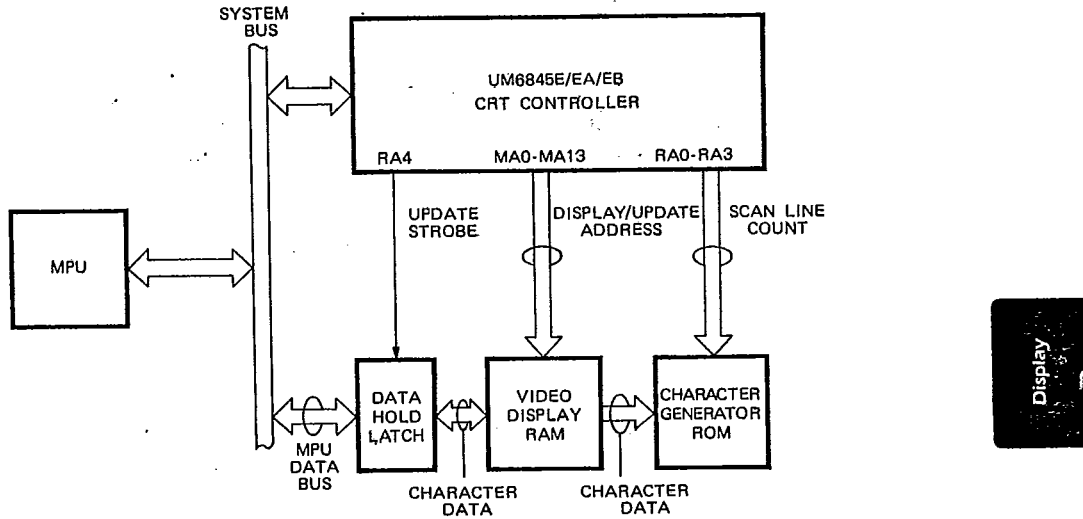 SYSTEM
BUS
UM6845E/EA/EB
CRT CONTROLLER
RA4
MA0-MA13
RA0-RA3
UPDATE
STROBE
DISPLAY/UPDATE
ADDRESS
SCAN LINE
COUNT
MPU
DATA
HOLD
LATCH
VIDEO
DISPLAY
RAM
CHARACTER
GENERATOR
ROM
MPU
DATA
BUS
CHARACTER
DATA
CHARACTER
DATA
Display